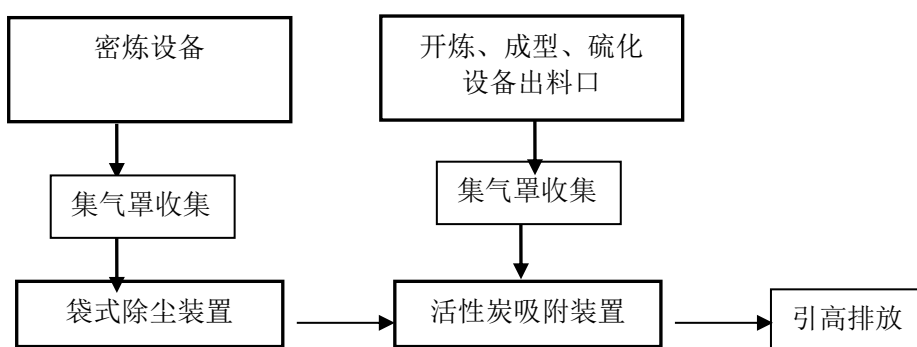 密炼设备
开炼、成型、硫化
设备出料口
集气罩收集
集气罩收集
袋式除尘装置
活性炭吸附装置
引高排放